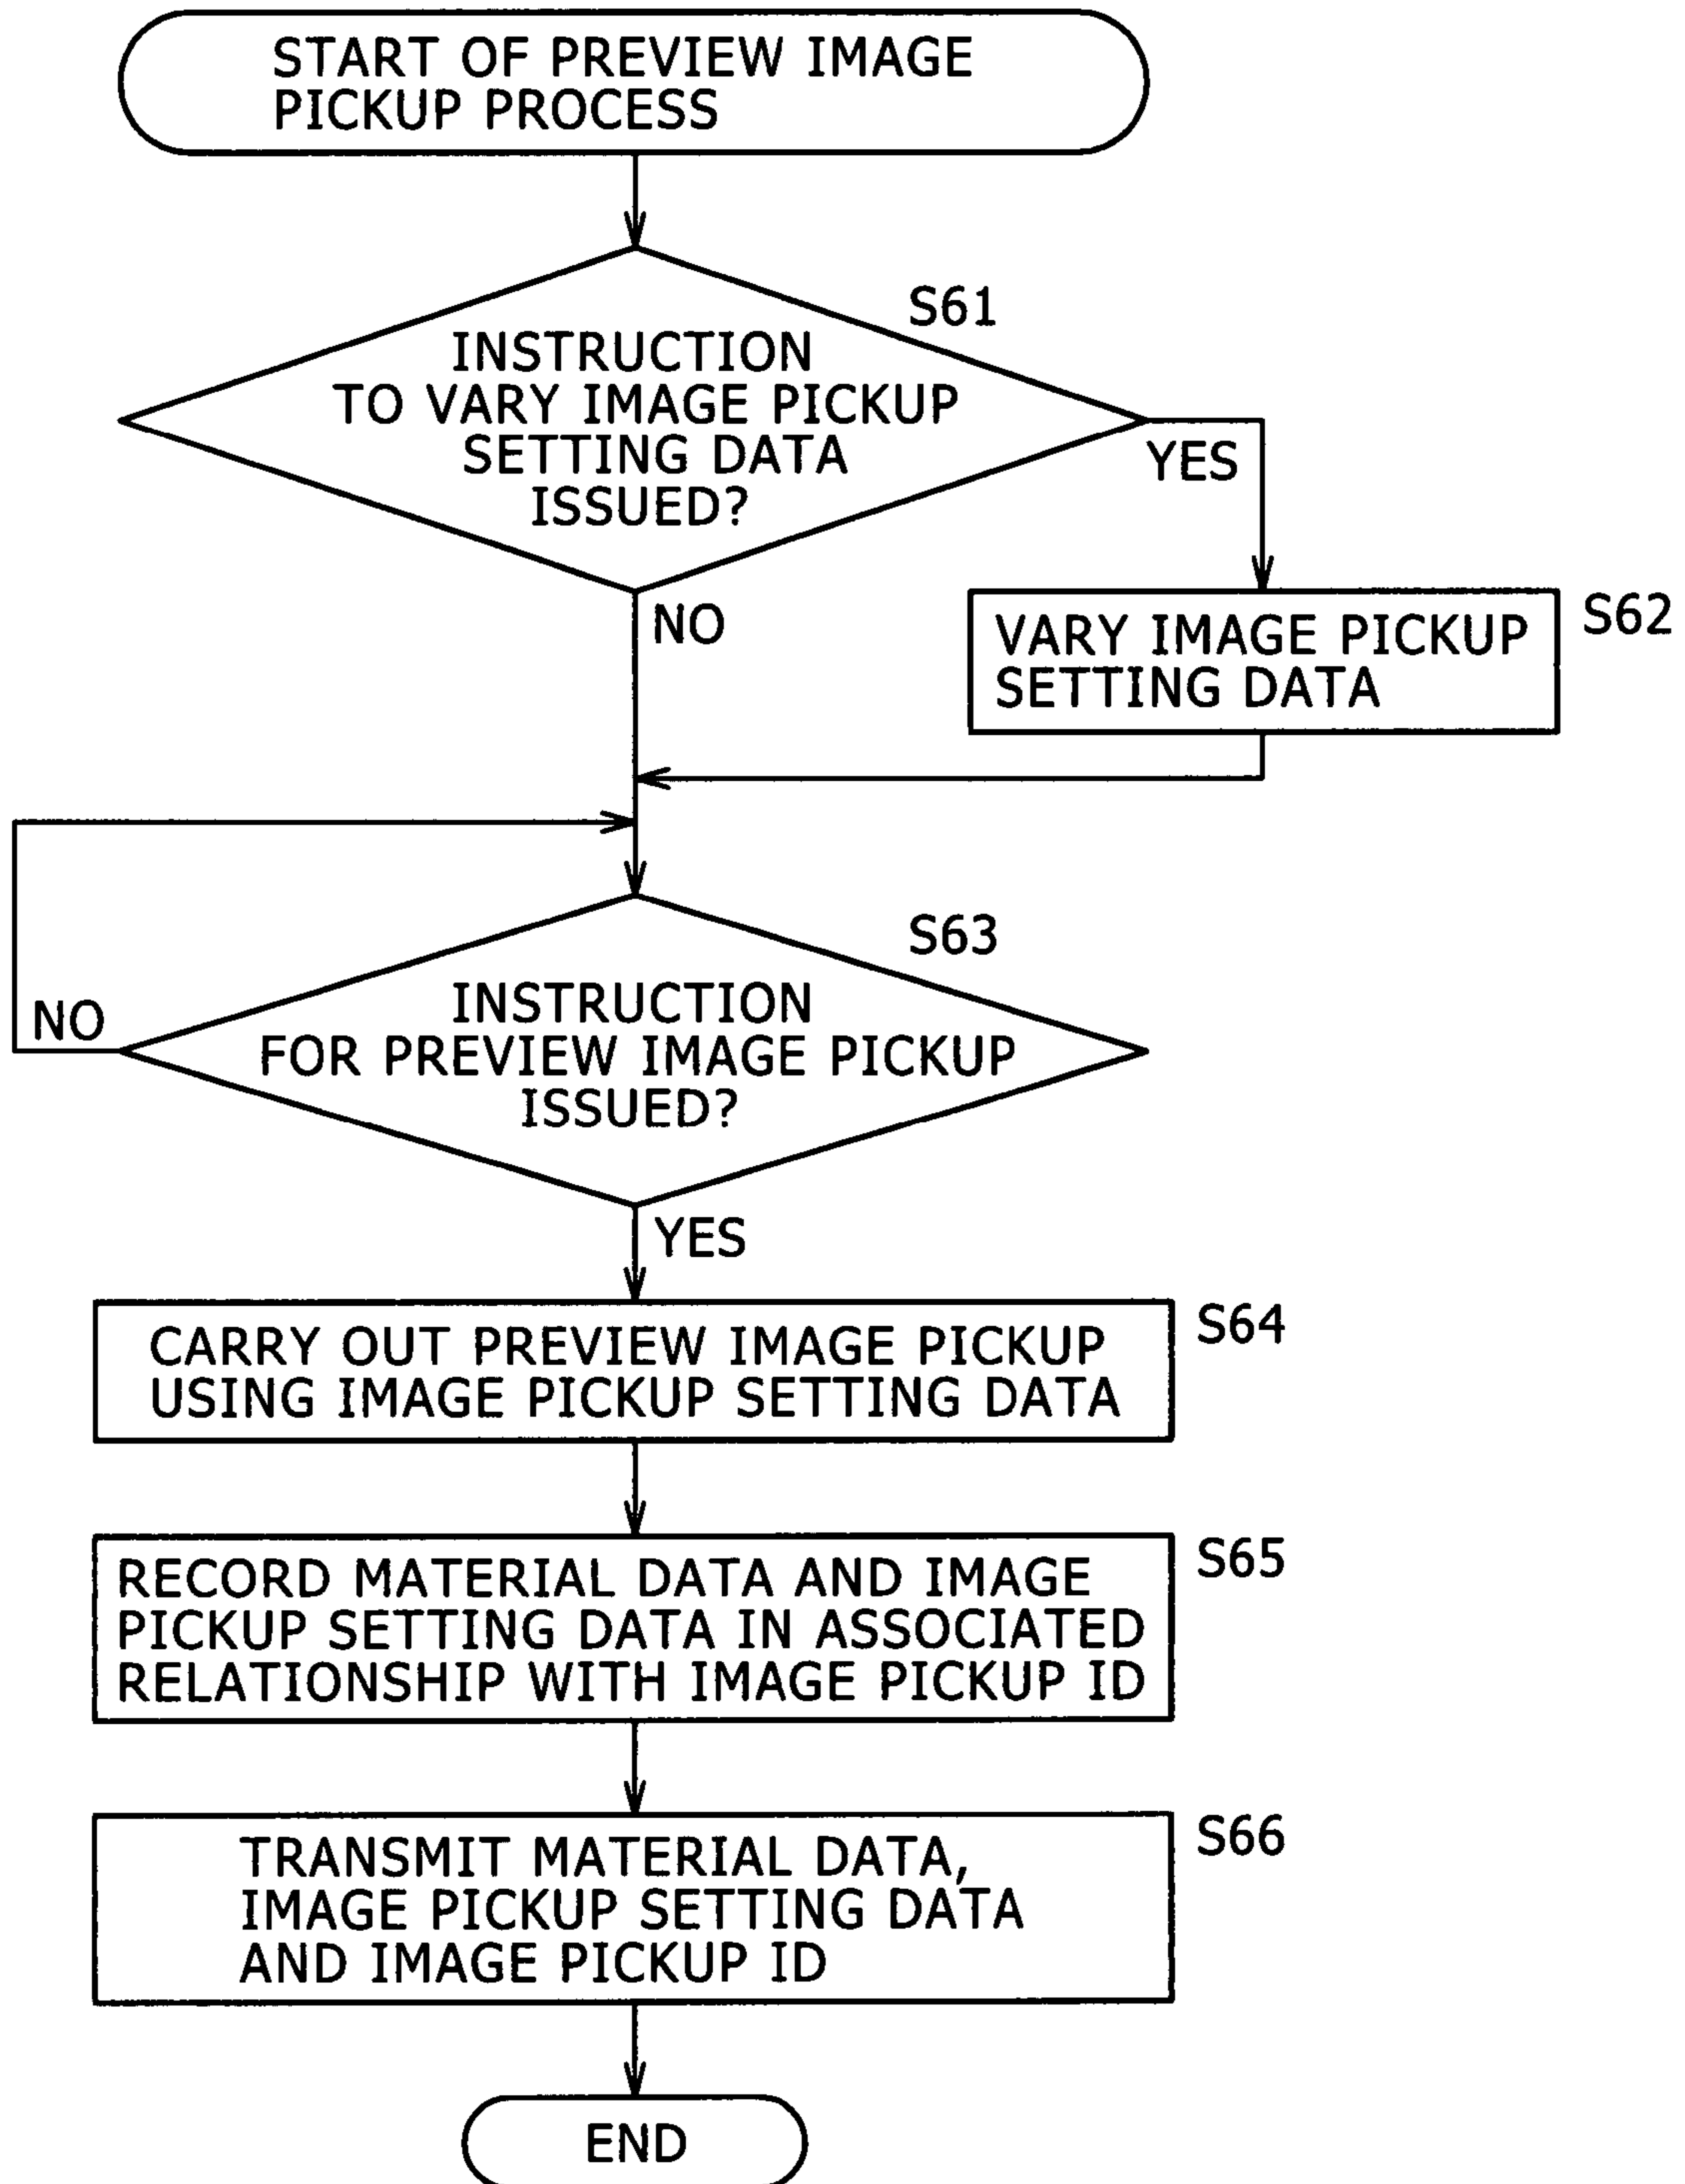 START OF PREVIEW IMAGE
PICKUP PROCESS
S61
INSTRUCTION
TO VARY IMAGE PICKUP
SETTING DATA
ISSUED?
YES
NO
S62
VARY IMAGE PICKUP
SETTING DATA
S63
INSTRUCTION
FOR PREVIEW IMAGE PICKUP
ISSUED?
NO
YES
S64
CARRY OUT PREVIEW IMAGE PICKUP
USING IMAGE PICKUP SETTING DATA
S65
RECORD MATERIAL DATA AND IMAGE
PICKUP SETTING DATA IN ASSOCIATED
RELATIONSHIP WITH IMAGE PICKUP ID
S66
TRANSMIT MATERIAL DATA,
IMAGE PICKUP SETTING DATA
AND IMAGE PICKUP ID
END